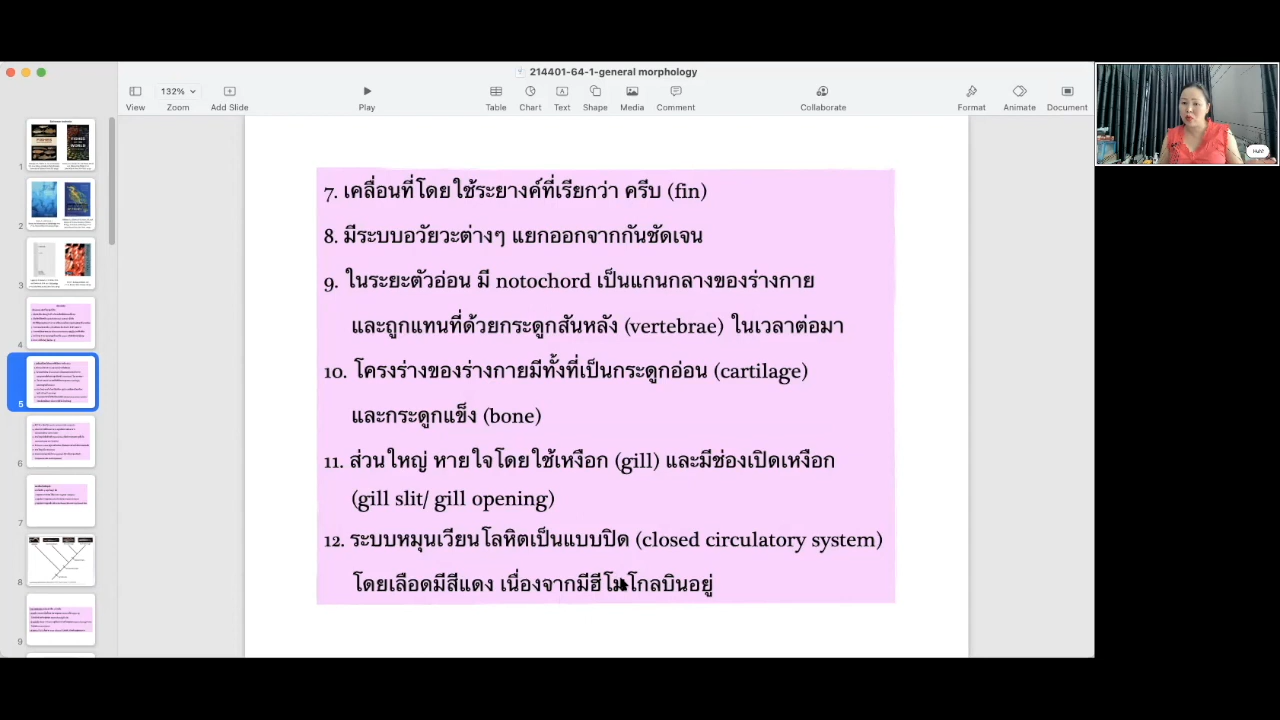 214401-64-1-general morphology
132%
View
Zoom
Add Slide
Play
Table
Chart
Text
Shape
Media
Comment
Collaborate
Format
Animate
Document
7. เคลื่อนที่โดยใช้ระยางค์ที่เรียกว่า ครีบ (fin)
8. มีระบบอวัยวะต่างๆ แยกออกจากกันชัดเจน
9. ในระยะตัวอ่อน มี notochord เป็นแกนกลางของร่างกาย
และถูกแทนที่ด้วยกระดูกสันหลัง (vertebrae) ในเวลาต่อมา
10. โครงร่างของร่างกายมีทั้งที่เป็นกระดูกอ่อน (cartilage)
และกระดูกแข็ง (bone)
11. ส่วนใหญ่ หายใจโดยใช้เหงือก (gill) และมีช่องเปิดเหงือก
(gill slit/ gill opening)
12. ระบบหมุนเวียนโลหิตเป็นแบบปิด (closed circulatory system)
โดยเลือดมีสีแดง เนื่องจากมีฮีโมโกลบินอยู่
1
2
3
4
5
6
7
8
9
Huh?